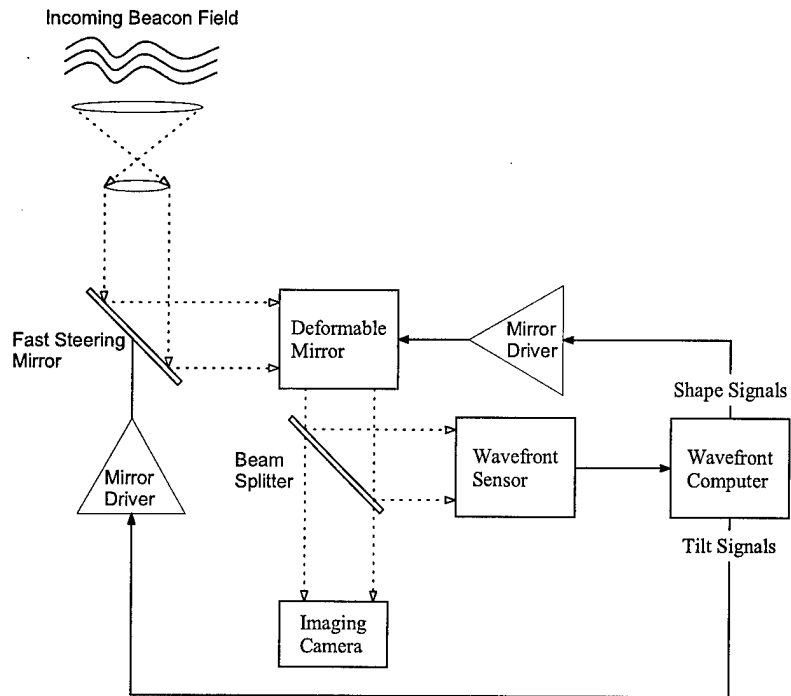 Incoming Beacon Field
Fast Steering
Mirror
Deformable
Mirror
Mirror
Driver
Shape Signals
Mirror
Driver
Beam
Splitter
Wavefront
Sensor
Wavefront
Computer
Tilt Signals
Imaging
Camera